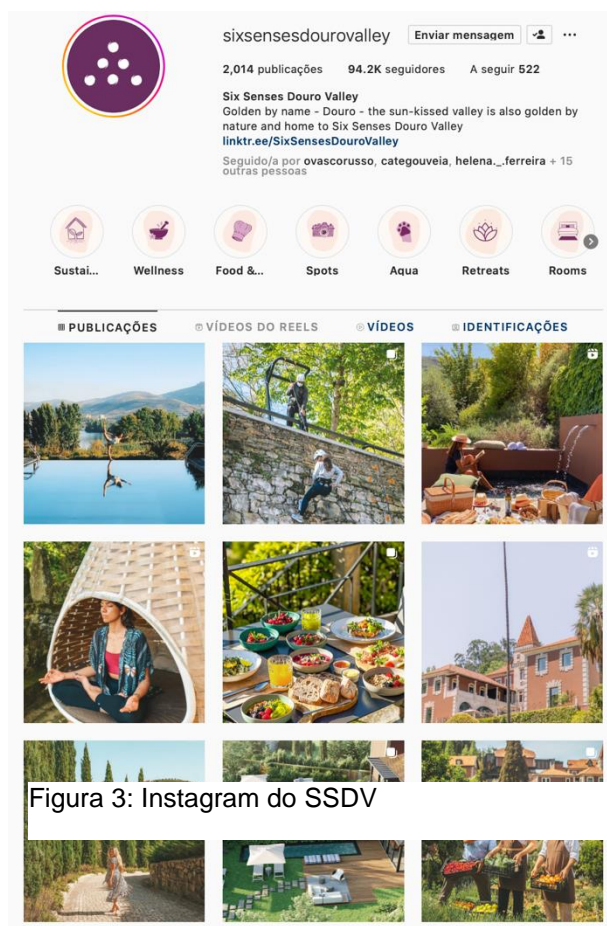 sixsensesdourovalley Enviar mensagem
2,014 publicações 94.2K seguidores A seguir 522
Six Senses Douro Valley
Golden by name - Douro - the sun-kissed valley is also golden by
nature and home to Six Senses Douro Valley
linktr.ee/SixSensesDouroValley
Seguido/a por ovascorusso, categouveia, helena._.ferreira + 15
outras pessoas
Sustai... Wellness Food &... Spots Aqua Retreats Rooms
PUBLICAÇÕES VÍDEOS DO REELS VÍDEOS IDENTIFICAÇÕES
Figura 3: Instagram do SSDV